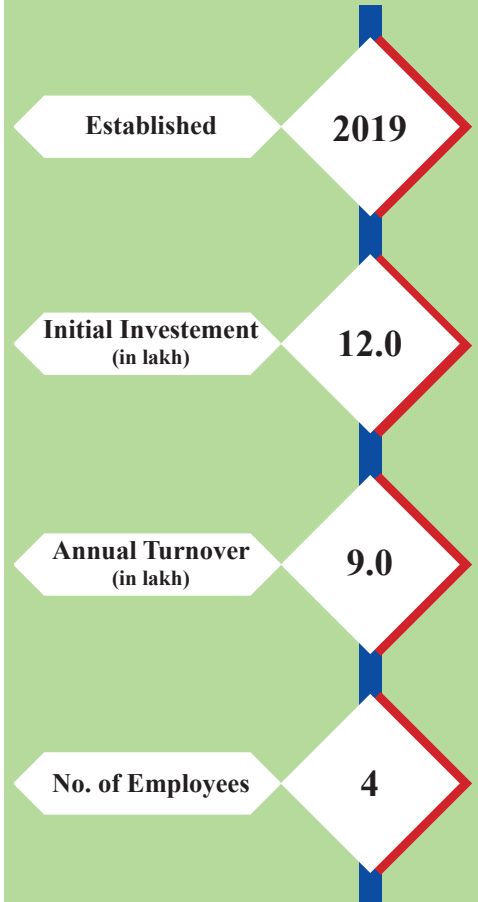 Established
2019
Initial Investement
(in lakh)
12.0
Annual Turnover
(in lakh)
9.0
No. of Employees
4